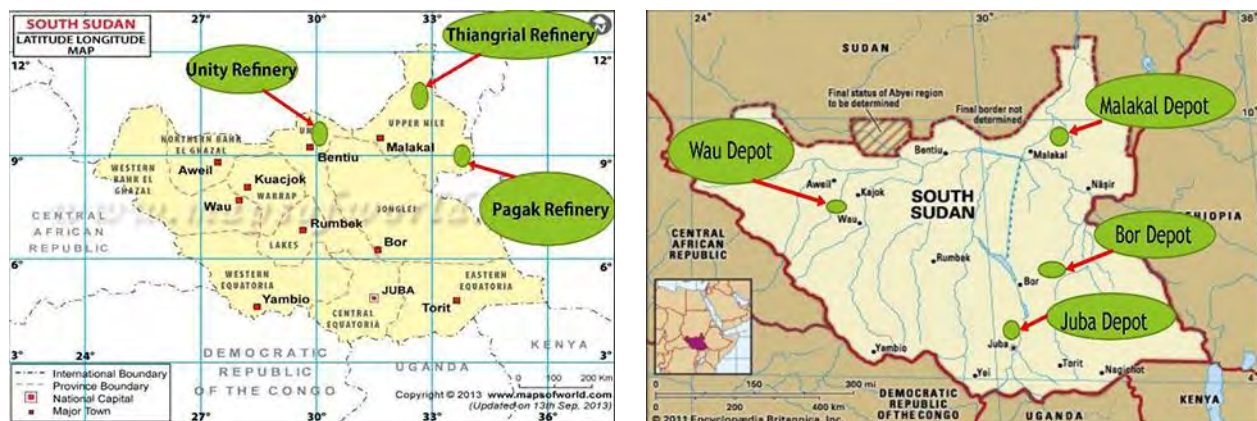 SOUTH SUDAN
LATITUDE LONGITUDE
MAP
Thiangrial Refinery
Unity Refinery
Pagak Refinery
24°
27°
30°
33°
12°
12°
9°
9°
6°
6°
3°
3°
24°
27°
30°
33°
36°
UPPER NILE
NORTHERN BAHR
EL GHAZAL
Bentiu
Malakal
Aweil
WESTERN
BAHR EL
GHAZAL
Kuacjok
WARRAP
Wau
JONGLEI
Rumbek
Bor
LAKES
CENTRAL
AFRICAN
REPUBLIC
WESTERN
EQUATORIA
JUBA
EASTERN
EQUATORIA
Yambio
CENTRAL
EQUATORIA
Torit
DEMOCRATIC
REPUBLIC
OF THE CONGO
UGANDA
KENYA
International Boundary
Province Boundary
National Capital
Major Town
0
100
200 Km
Copyright © 2013 www.mapsofworld.com
(Updated on 13th Sep, 2013)
24
30
36
10
10
4
SUDAN
Final status of Abyei region
to be determined
Final border not
determined
Malakal Depot
Wau Depot
Bor Depot
Juba Depot
Bentiu
Malakal
Aweil
Kajok
Nāṣir
Wau
SOUTH
SUDAN
ETHIOPIA
CENTRAL
AFRICAN
REPUBLIC
Rumbek
Bor
Juba
Yambio
Torit
Yei
Nagichot
0
150
300 mi
0
200
400 km
DEMOCRATIC
REPUBLIC
OF THE CONGO
UGANDA
KENYA
© 2011 Encyclopædia Britannica, Inc.